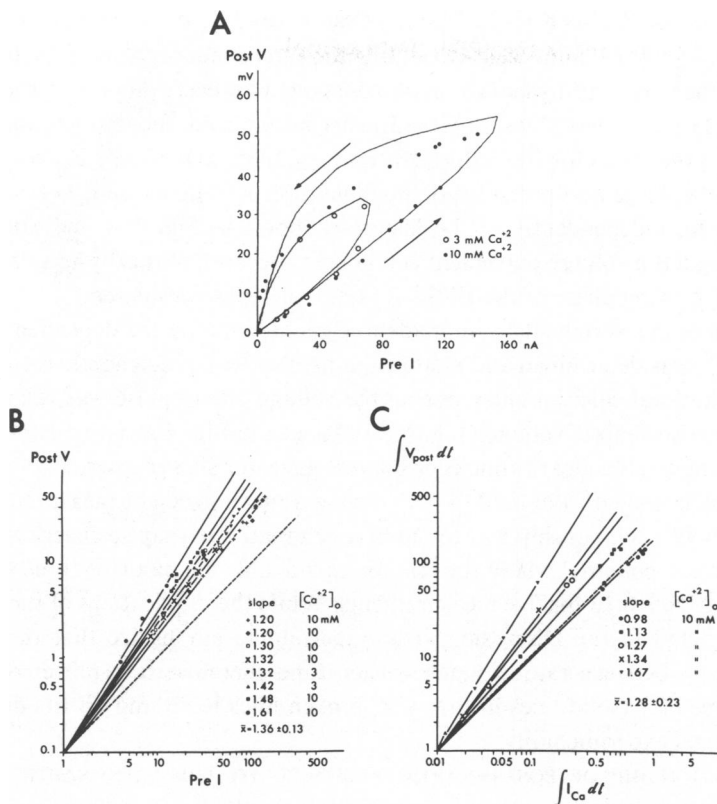 A
Post V
mV
60
50
40
30
20
10
0
0 40 80 120 160 nA
Pre I
○ 3 mM Ca+2
• 10 mM Ca+2
B
Post V
50
10
5
1.0
0.5
0.1
1 5 10 50 100 500
Pre I
slope [Ca+2]o
1.20 10 mM
1.20 10
1.30 10
1.32 10
1.32 3
1.42 3
1.48 10
1.61 10
x̄=1.36 ±0.13
C
∫Vpost dt
500
100
50
10
5
1
0.01 0.05 0.1 0.5 1 5
∫ICa dt
slope [Ca+2]o
0.98 10 mM
1.13
1.27
1.34
1.67
x̄=1.28 ±0.23